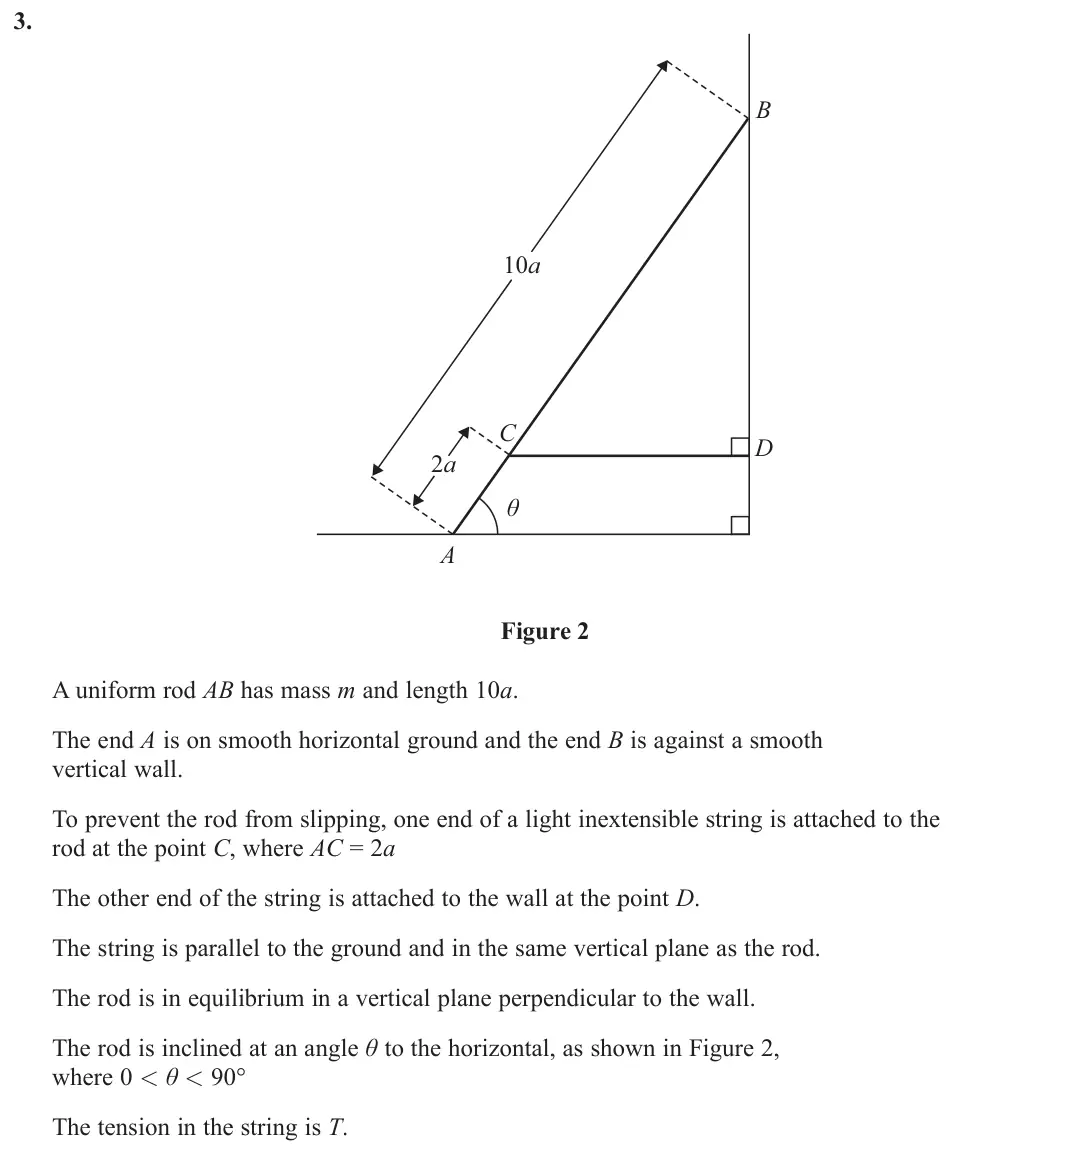 3.
B
10a
C
2a
D
θ
A
Figure 2
A uniform rod AB has mass m and length 10a.
The end A is on smooth horizontal ground and the end B is against a smooth
vertical wall.
To prevent the rod from slipping, one end of a light inextensible string is attached to the
rod at the point C, where AC = 2a
The other end of the string is attached to the wall at the point D.
The string is parallel to the ground and in the same vertical plane as the rod.
The rod is in equilibrium in a vertical plane perpendicular to the wall.
The rod is inclined at an angle θ to the horizontal, as shown in Figure 2,
where 0 < θ < 90°
The tension in the string is T.